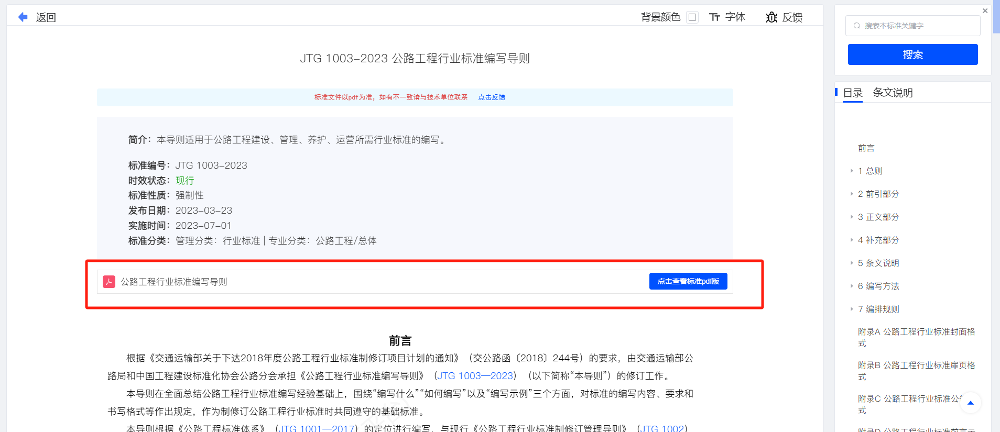 返回
背景颜色
字体
反馈
JTG 1003-2023 公路工程行业标准编写导则
标准文件以pdf为准，如有不一致请与技术单位联系 点击反馈
简介：本导则适用于公路工程建设、管理、养护、运营所需行业标准的编写。
标准编号：JTG 1003-2023
时效状态：现行
标准性质：强制性
发布日期：2023-03-23
实施时间：2023-07-01
标准分类：管理分类：行业标准 | 专业分类：公路工程/总体
公路工程行业标准编写导则
点击查看标准pdf版
前言
根据《交通运输部关于下达2018年度公路工程行业标准制修订项目计划的通知》（交公路函〔2018〕244号）的要求，由交通运输部公
路局和中国工程建设标准化协会公路分会承担《公路工程行业标准编写导则》（JTG 1003—2023）（以下简称“本导则”）的修订工作。
本导则在全面总结公路工程行业标准编写经验基础上，围绕“编写什么”“如何编写”以及“编写示例”三个方面，对标准的编写内容、要求和
书写格式等作出规定，作为制修订公路工程行业标准时共同遵守的基础标准。
本导则根据《公路工程标准体系》（JTG 1001—2017）的定位进行编写，与现行《公路工程行业标准制修订管理导则》（JTG 1002）
搜索本标准关键字
搜索
目录
条文说明
前言
1 总则
2 前引部分
3 正文部分
4 补充部分
5 条文说明
6 编写方法
7 编排规则
附录A 公路工程行业标准封面格
式
附录B 公路工程行业标准扉页格
式
附录C 公路工程行业标准公
式
附录D 公路工程行业标准前言示